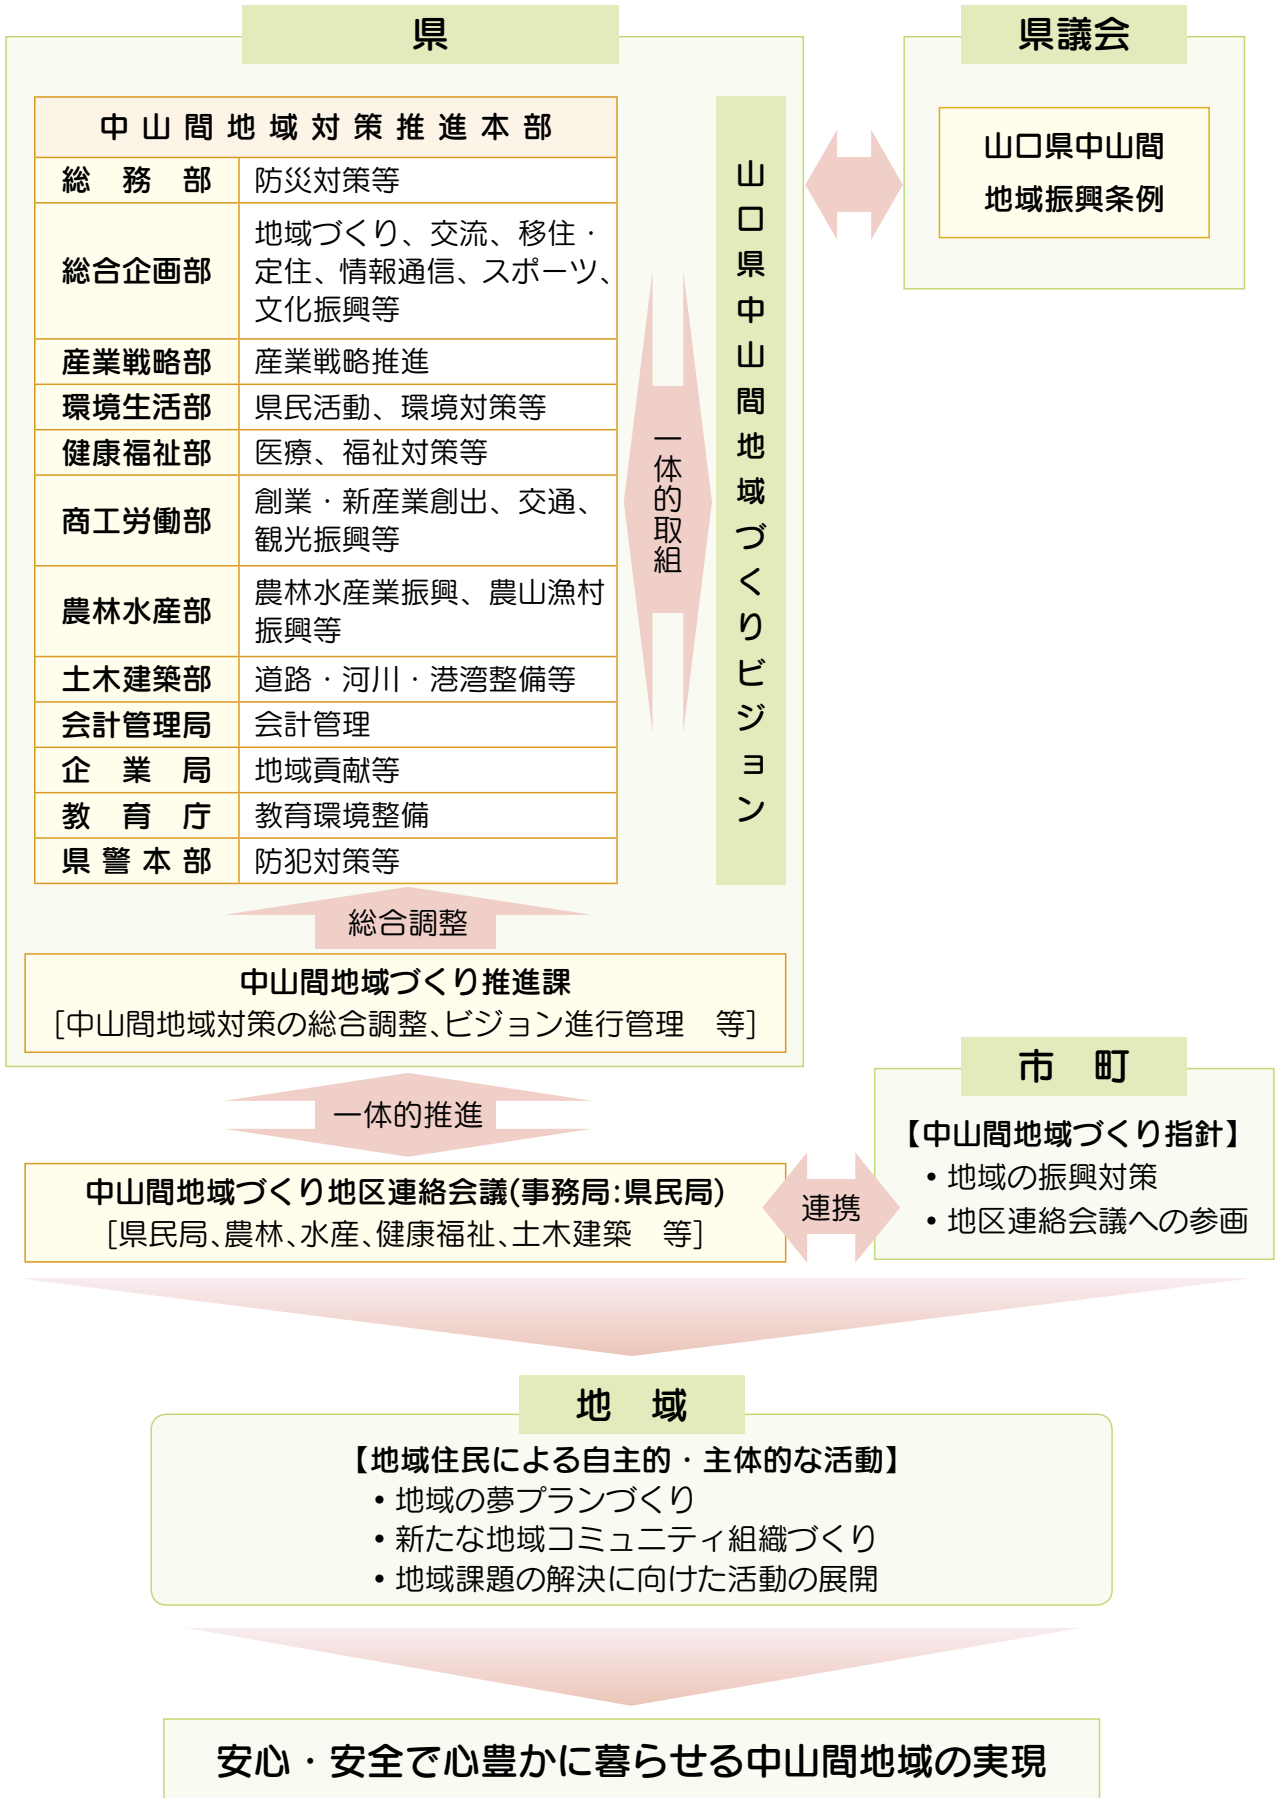 県
中山間地域対策推進本部
総務部 防災対策等
総合企画部
地域づくり、交流、移住・
定住、情報通信、スポーツ、
文化振興等
産業戦略部 産業戦略推進
環境生活部 県民活動、環境対策等
健康福祉部 医療、福祉対策等
商工労働部
創業・新産業創出、交通、
観光振興等
農林水産部
農林水産業振興、農山漁村
振興等
土木建築部 道路・河川・港湾整備等
会計管理局 会計管理
企業局 地域貢献等
教育庁 教育環境整備
県警本部 防犯対策等
一体的取組
山口県中山間地域づくりビジョン
県議会
山口県中山間
地域振興条例
総合調整
中山間地域づくり推進課
[中山間地域対策の総合調整、ビジョン進行管理　等]
一体的推進
中山間地域づくり地区連絡会議(事務局:県民局)
[県民局、農林、水産、健康福祉、土木建築　等]
連携
市　町
【中山間地域づくり指針】
・地域の振興対策
・地区連絡会議への参画
地　域
【地域住民による自主的・主体的な活動】
・地域の夢プランづくり
・新たな地域コミュニティ組織づくり
・地域課題の解決に向けた活動の展開
安心・安全で心豊かに暮らせる中山間地域の実現